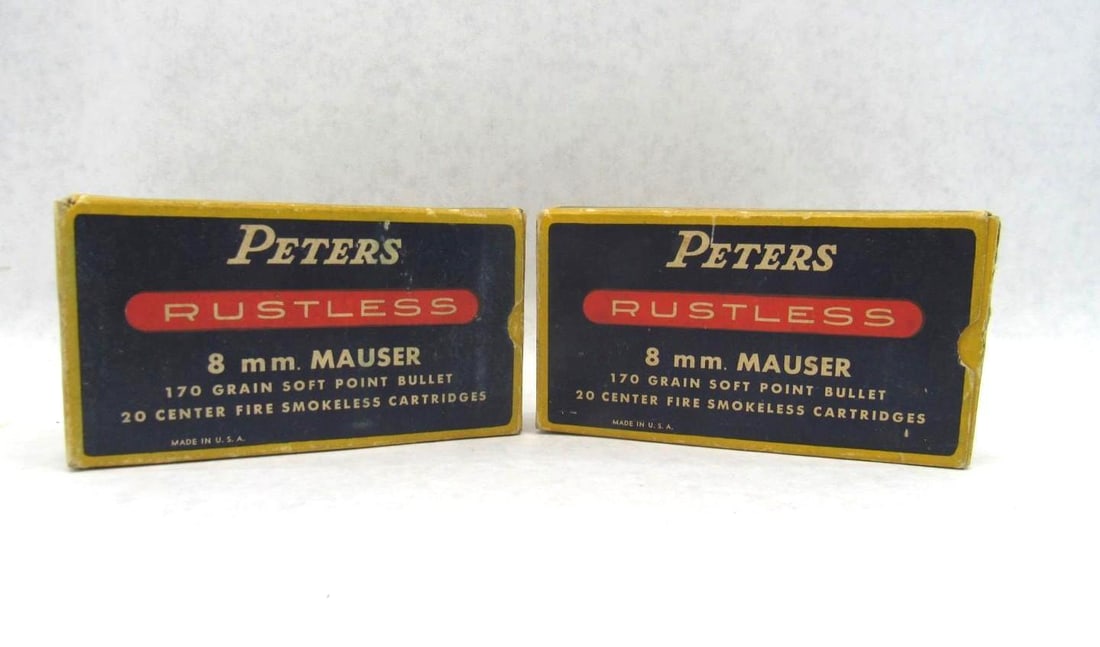 PETERS
RUSTLESS
8 mm. MAUSER
170 GRAIN SOFT POINT BULLET
20 CENTER FIRE SMOKELESS CARTRIDGES
MADE IN U. S. A.
PETERS
RUSTLESS
8 mm. MAUSER
170 GRAIN SOFT POINT BULLET
20 CENTER FIRE SMOKELESS CARTRIDGES
MADE IN U. S. A.